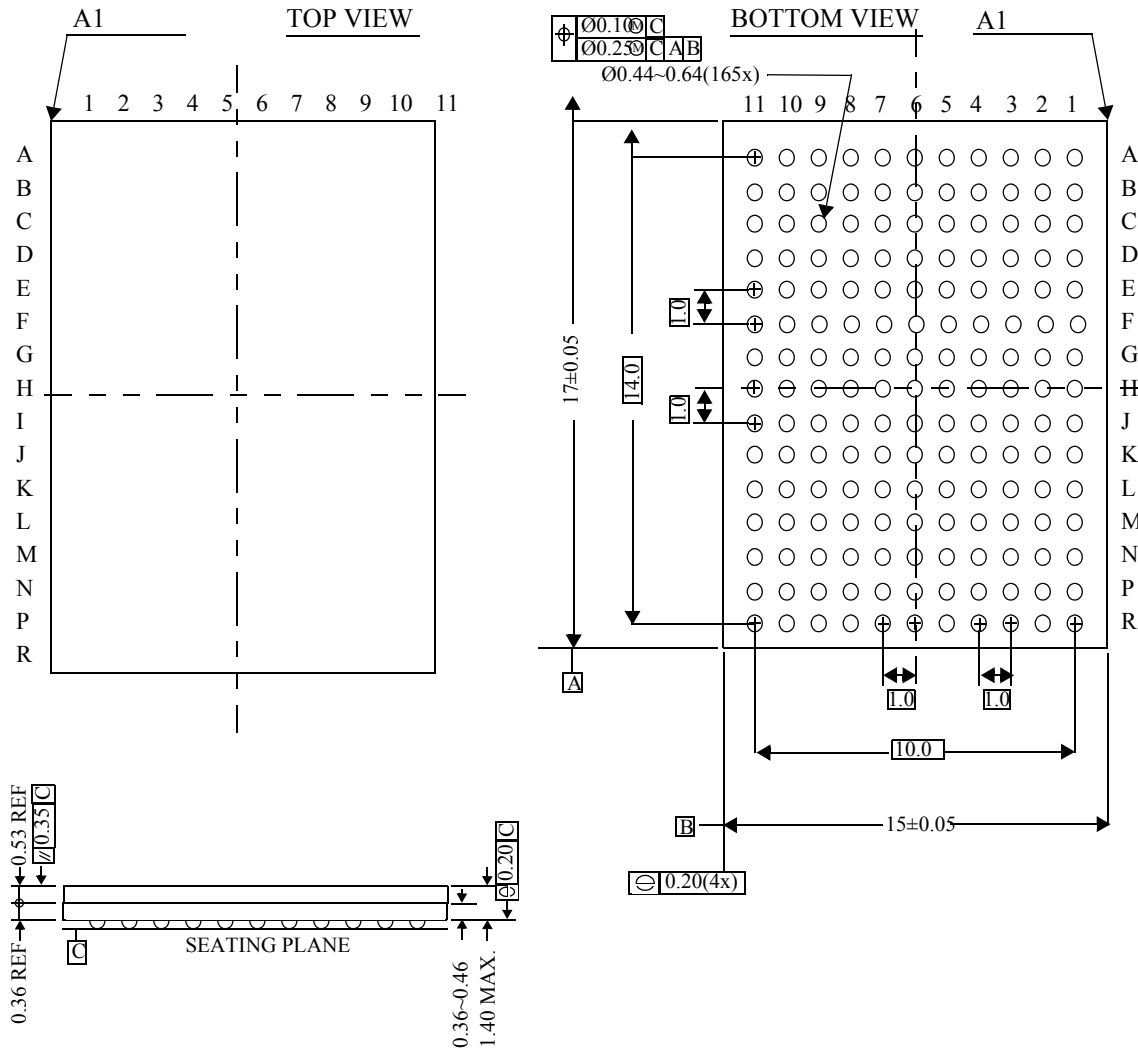 A1
TOP VIEW
1 2 3 4 5 6 7 8 9 10 11
A
B
C
D
E
F
G
H
I
J
K
L
M
N
P
R
Ø0.10Ⓜ C
Ø0.25Ⓜ C A B
BOTTOM VIEW
A1
Ø0.44~0.64(165x)
11 10 9 8 7 6 5 4 3 2 1
A
B
C
D
E
F
G
H
J
K
L
M
N
P
R
1.0
17±0.05
14.0
1.0
A
1.0
1.0
10.0
B
15±0.05
0.20(4x)
0.53 REF
// 0.35 C
0.20 C
C
SEATING PLANE
0.36 REF
0.36~0.46
1.40 MAX.